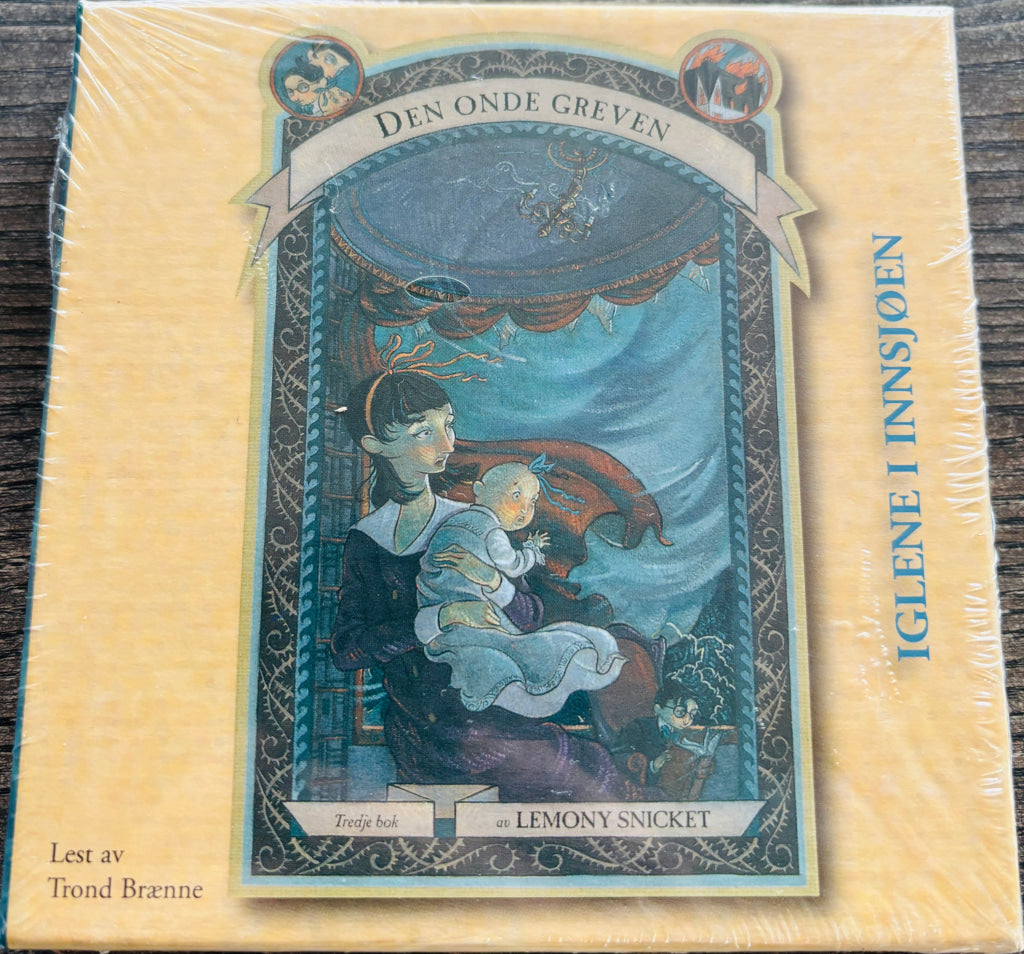 DEN ONDE GREVEN
IGLENE I INNSJØEN
Tredje bok
av LEMONY SNICKET
Lest av
Trond Brænne